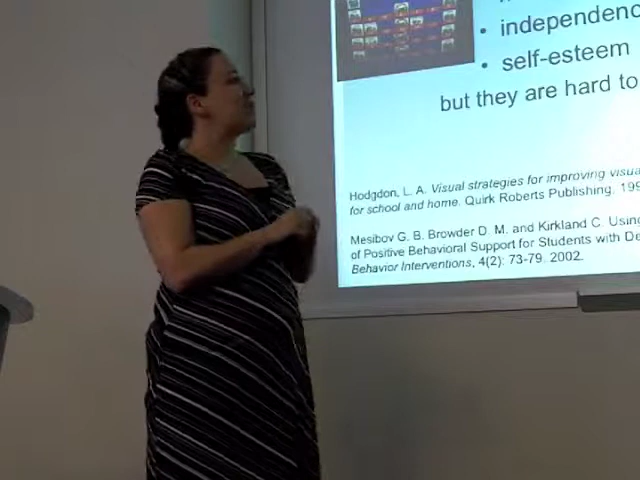 • independenc
• self-esteem
but they are hard to
Hodgdon, L. A. Visual strategies for improving visua
for school and home. Quirk Roberts Publishing. 199
Mesibov G. B. Browder D. M. and Kirkland C. Using
of Positive Behavioral Support for Students with De
Behavior Interventions, 4(2): 73-79. 2002.